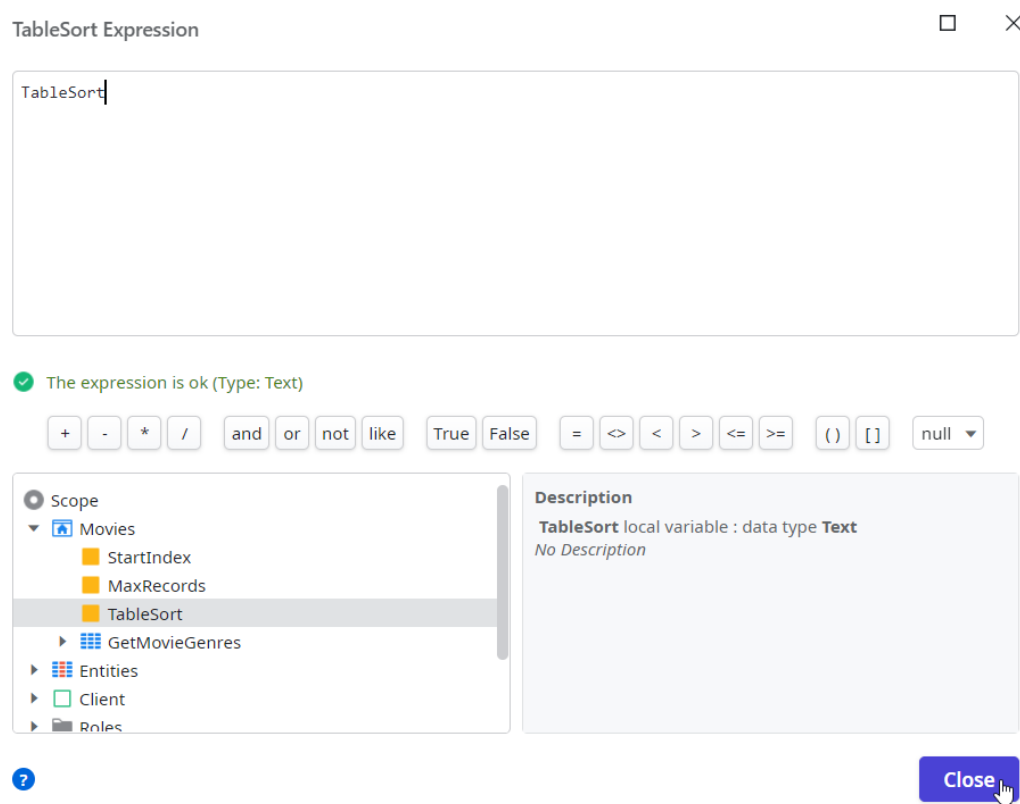 TableSort Expression
TableSort
The expression is ok (Type: Text)
+ - * / and or not like True False = <> < > <= >= ( ) [ ] null
Scope
Movies
StartIndex
MaxRecords
TableSort
GetMovieGenres
Entities
Client
Roles
Description
TableSort local variable : data type Text
No Description
?
Close